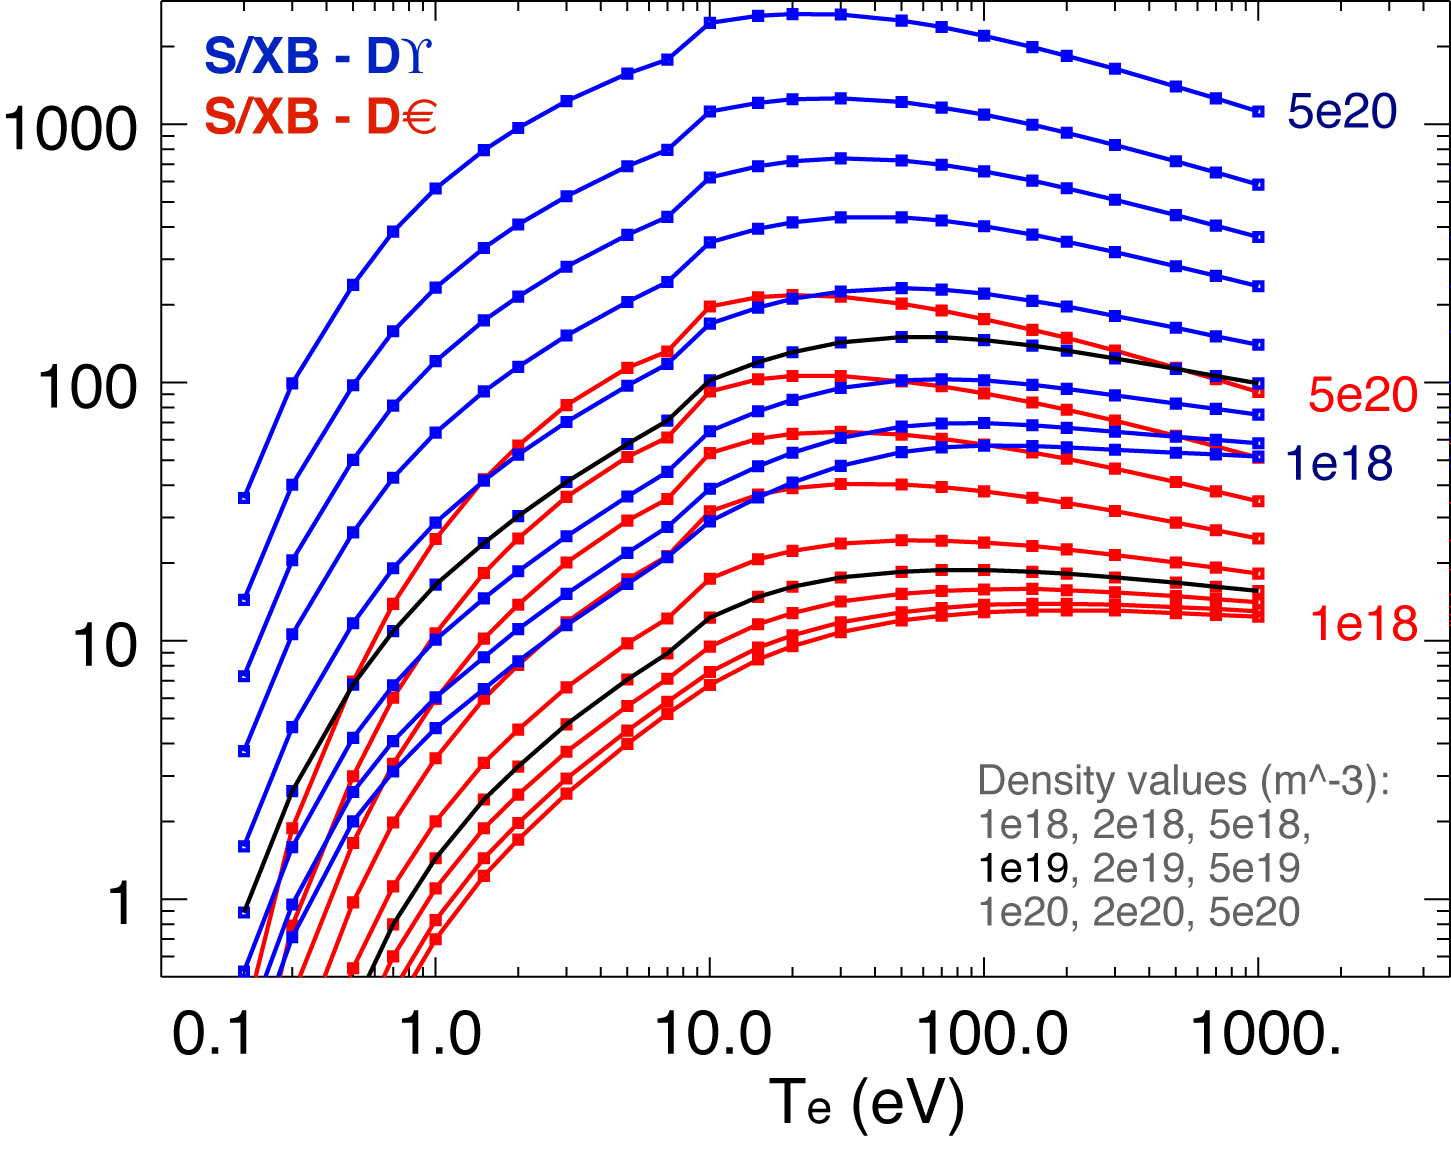 S/XB - Dϒ
S/XB - D€
1000
100
10
1
5e20
5e20
1e18
1e18
Density values (m^-3):
1e18, 2e18, 5e18,
1e19, 2e19, 5e19
1e20, 2e20, 5e20
0.1 1.0 10.0 100.0 1000.
Te (eV)